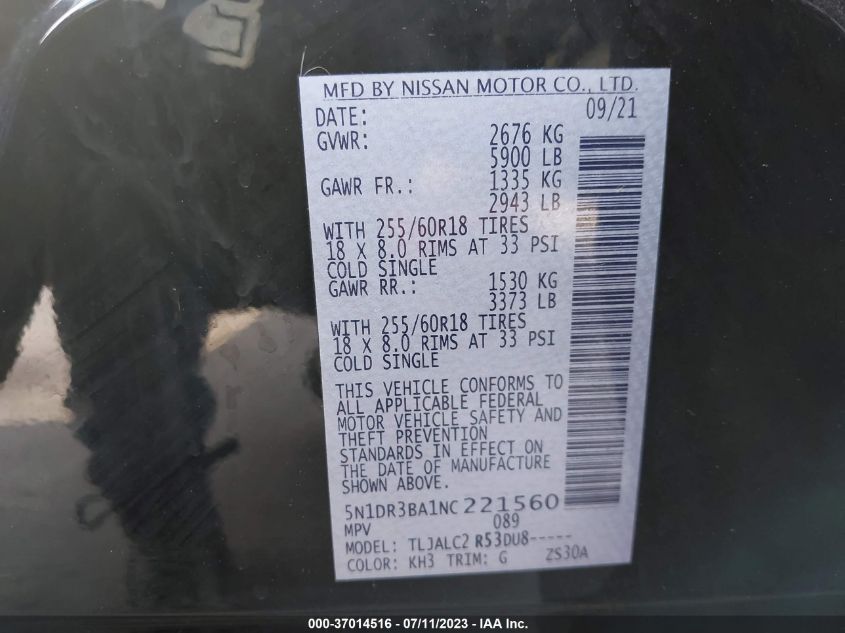 MFD BY NISSAN MOTOR CO., LTD.
DATE: 09/21
GVWR: 2676 KG
5900 LB
GAWR FR.: 1335 KG
2943 LB
WITH 255/60R18 TIRES
18 X 8.0 RIMS AT 33 PSI
COLD SINGLE
GAWR RR.: 1530 KG
3373 LB
WITH 255/60R18 TIRES
18 X 8.0 RIMS AT 33 PSI
COLD SINGLE
THIS VEHICLE CONFORMS TO
ALL APPLICABLE FEDERAL
MOTOR VEHICLE SAFETY AND
THEFT PREVENTION
STANDARDS IN EFFECT ON
THE DATE OF MANUFACTURE
SHOWN ABOVE.
5N1DR3BA1NC221560
MPV 089
MODEL: TLJALC2 R53DU8-----
COLOR: KH3 TRIM: G ZS30A
000-37014516 - 07/11/2023 - IAA Inc.